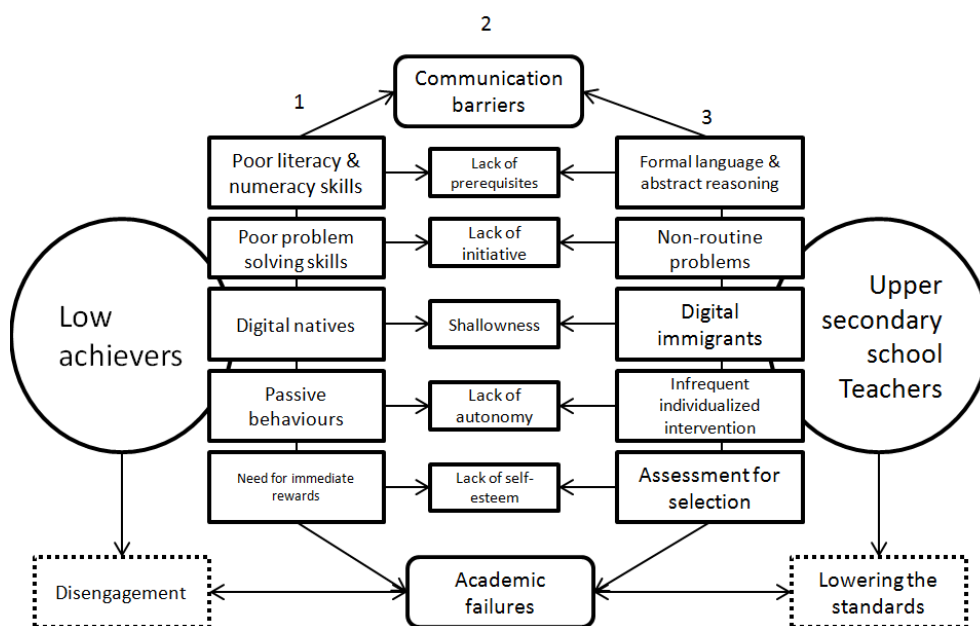 2
Communication
barriers
1
3
Poor literacy &
numeracy skills
Lack of
prerequisites
Formal language &
abstract reasoning
Poor problem
solving skills
Lack of
initiative
Non-routine
problems
Low
achievers
Digital natives
Shallowness
Digital
immigrants
Upper
secondary
school
Teachers
Passive
behaviours
Lack of
autonomy
Infrequent
individualized
intervention
Need for immediate
rewards
Lack of self-
esteem
Assessment for
selection
Disengagement
Academic
failures
Lowering the
standards